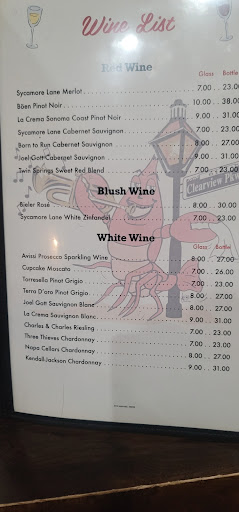 Wine List
Red Wine
Glass Bottle
Sycamore Lane Merlot 7.00 . . 23.00
Böen Pinot Noir 10.00 . . 38.00
La Crema Sonoma Coast Pinot Noir 9.00 . . 31.00
Sycamore Lane Cabernet Sauvignon 7.00 . . 23.00
Born to Run Cabernet Sauvignon 8.00 . . 27.00
Joel Gott Cabernet Sauvignon 9.00 . . 31.00
Twin Springs Sweet Red Blend 7.00 . . 23.00
Clearview Pkwy
Blush Wine
Bieler Rosé 8.00 . . 27.00
Sycamore Lane White Zinfandel 7.00 23.00
White Wine
Glass Bottle
Avissi Prosecco Sparkling Wine 8.00 . . 27.00
Cupcake Moscato 7.00 . . 26.00
Torresella Pinot Grigio 7.00 . . 23.00
Terra D'oro Pinot Grigio 8.00 . . 27.00
Joel Gott Sauvignon Blanc 8.00 . . 27.00
La Crema Sauvignon Blanc 9.00 . . 31.00
Charles & Charles Riesling 7.00 . . 23.00
Three Thieves Chardonnay 7.00 . . 23.00
Napa Cellars Chardonnay 8.00 . . 27.00
Kendall-Jackson Chardonnay 9.00 . . 31.00